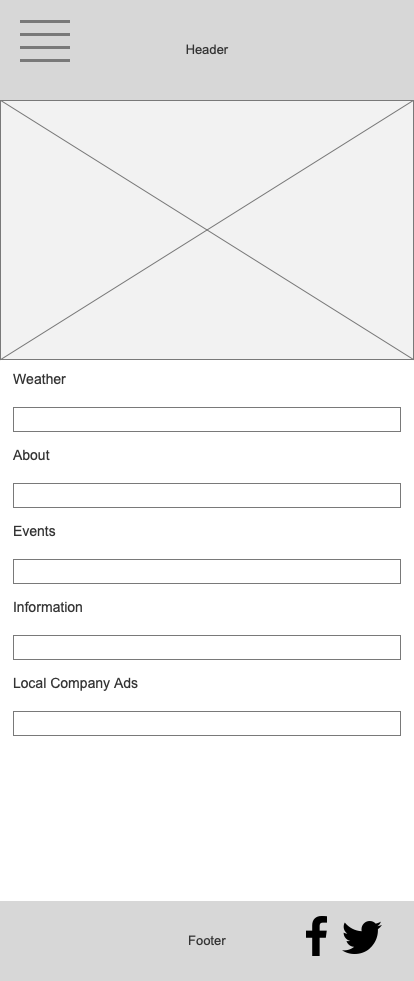 Header
Weather
About
Events
Information
Local Company Ads
Footer